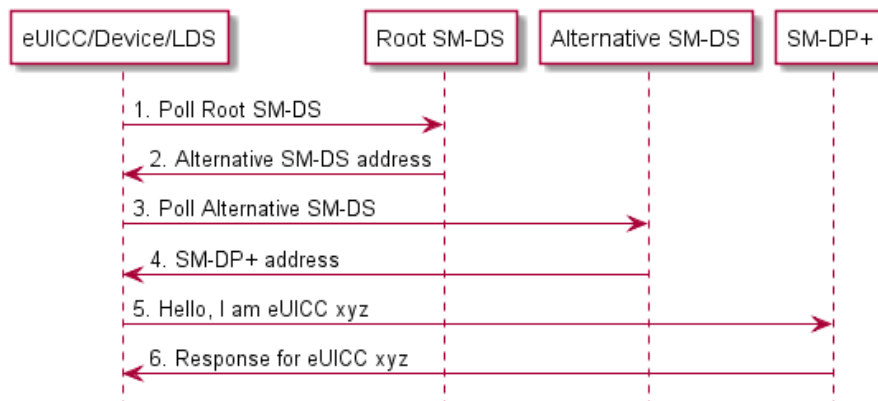 eUICC/Device/LDS
Root SM-DS
Alternative SM-DS
SM-DP+
1. Poll Root SM-DS
2. Alternative SM-DS address
3. Poll Alternative SM-DS
4. SM-DP+ address
5. Hello, I am eUICC xyz
6. Response for eUICC xyz